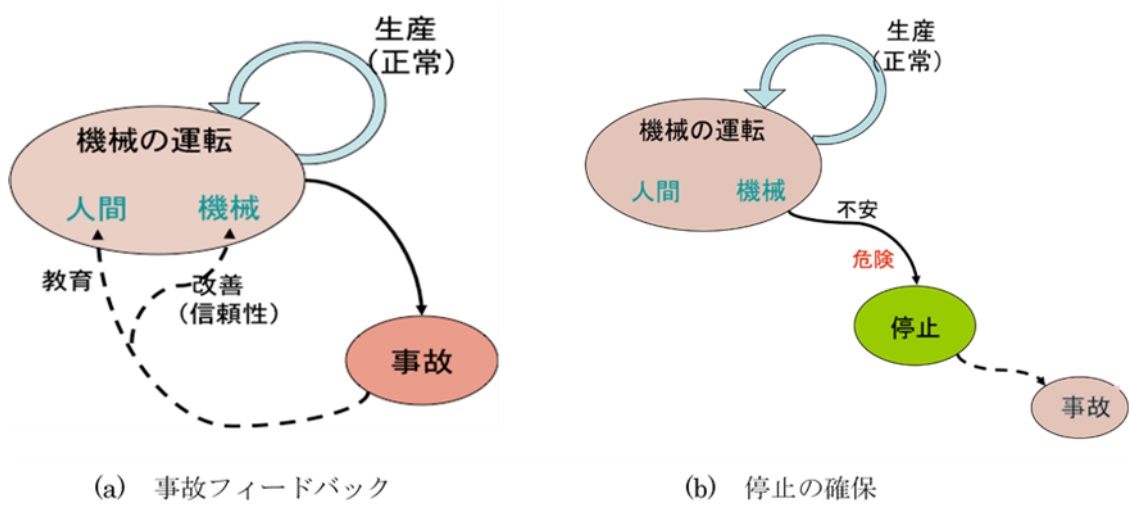 生産
(正常)
機械の運転
人間 機械
教育
改善
(信頼性)
事故
(a) 事故フィードバック
生産
(正常)
機械の運転
人間 機械
不安
危険
停止
事故
(b) 停止の確保